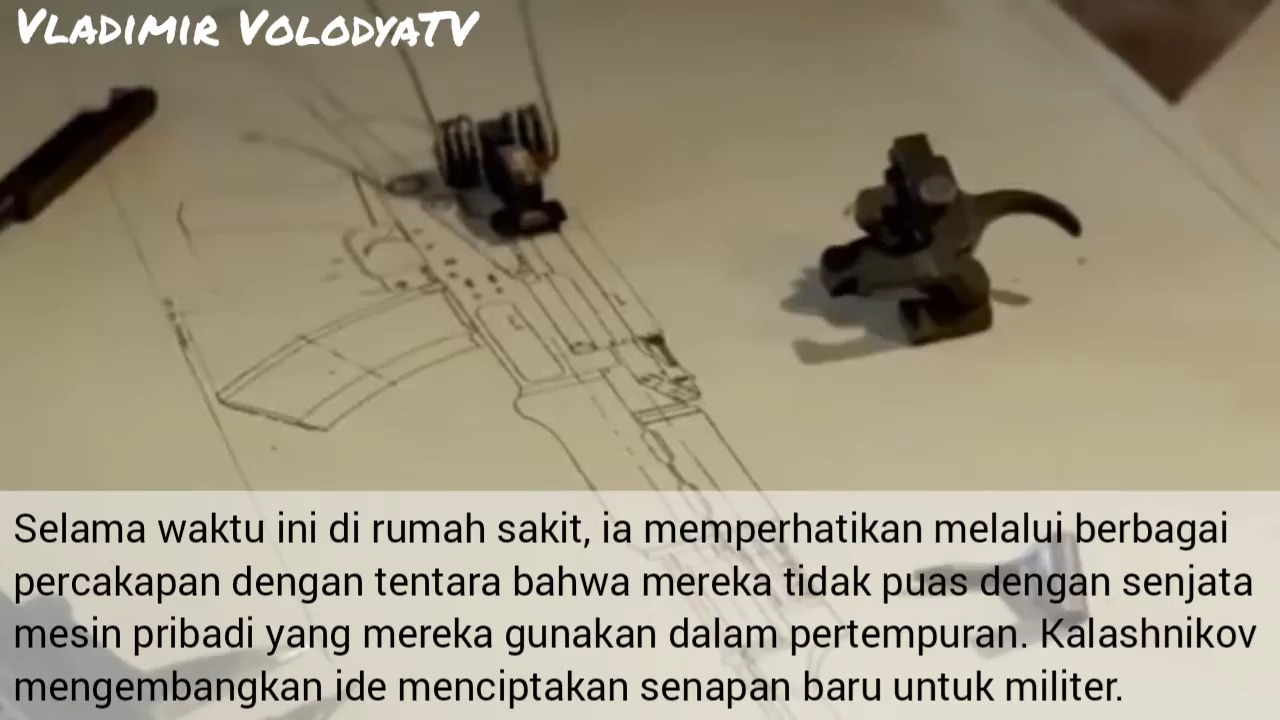 Vladimir VolodyaTV
Selama waktu ini di rumah sakit, ia memperhatikan melalui berbagai
percakapan dengan tentara bahwa mereka tidak puas dengan senjata
mesin pribadi yang mereka gunakan dalam pertempuran. Kalashnikov
mengembangkan ide menciptakan senapan baru untuk militer.